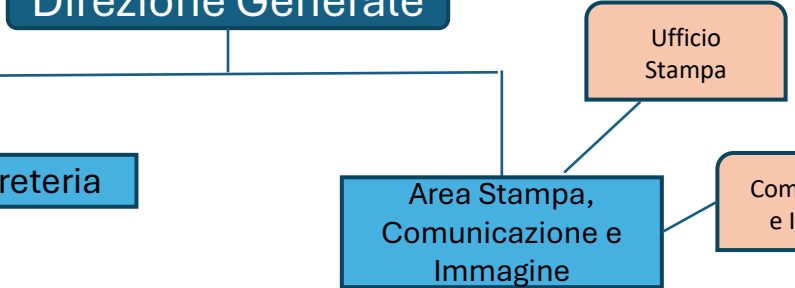 Direzione Generale
Ufficio
Stampa
reteria
Area Stampa,
Comunicazione e
Immagine
Com
e I